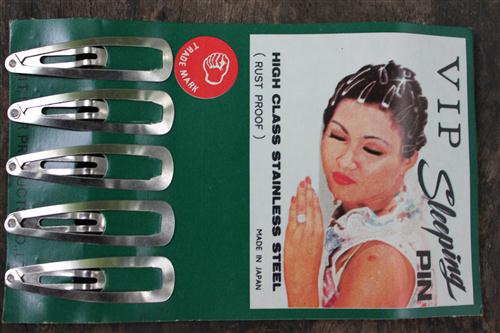 VIP
Sleeping
PIN
HIGH CLASS STAINLESS STEEL
( RUST PROOF )
MADE IN JAPAN
TRADE MARK